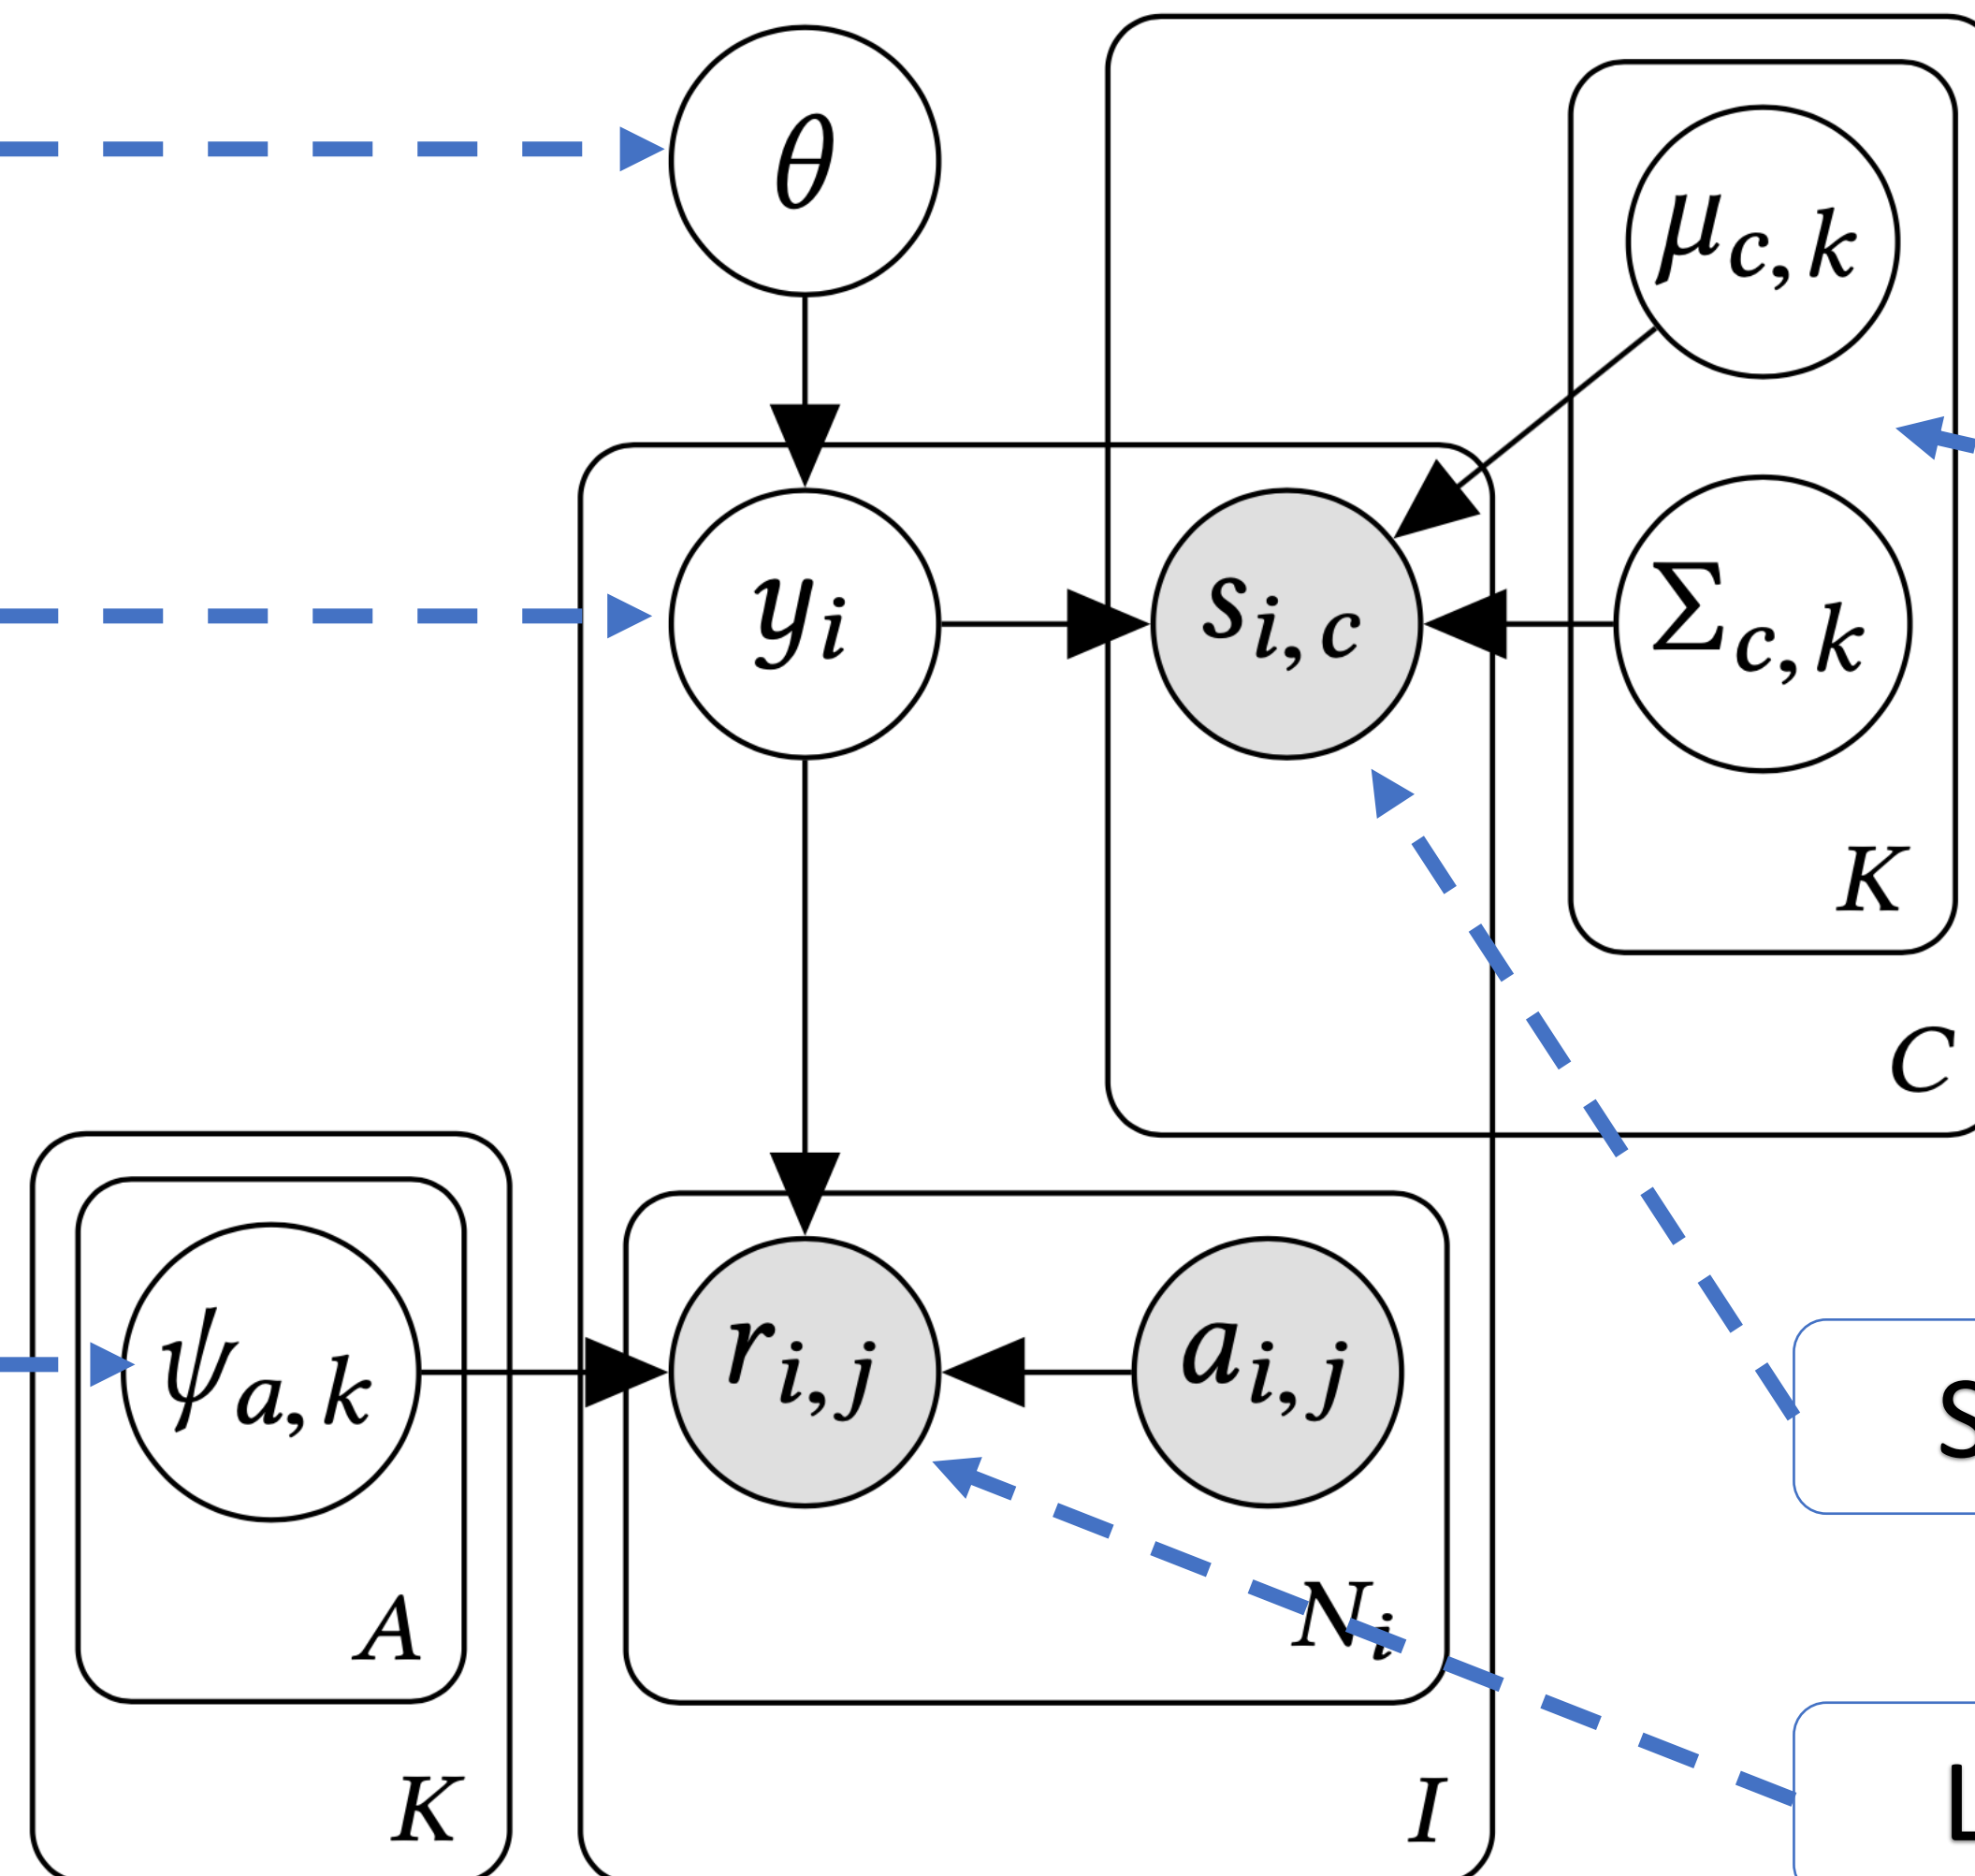 θ
μ_{c,k}
y_i
s_{i,c}
Σ_{c,k}
K
C
ψ_{a,k}
r_{i,j}
a_{i,j}
S
A
N_i
K
I
L